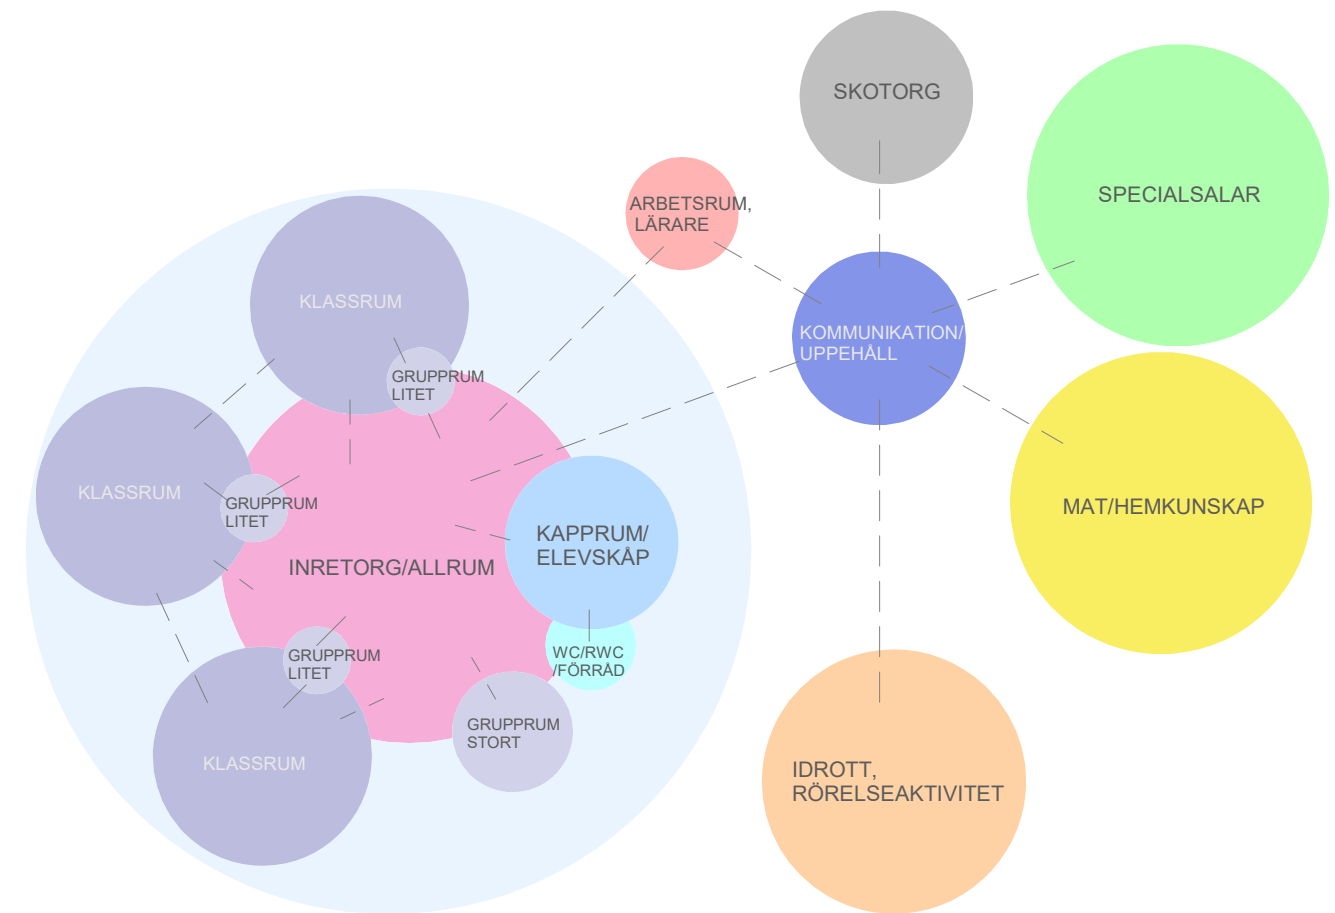 SKOTORG
SPECIALSALAR
ARBETSRUM,
LÄRARE
KLASSRUM
KOMMUNIKATION/
UPPEHÅLL
GRUPPRUM
LITET
KLASSRUM
GRUPPRUM
LITET
MAT/HEMKUNSKAP
KAPPRUM/
ELEVSKÅP
INRETORG/ALLRUM
GRUPPRUM
LITET
WC/RWC
/FÖRRÅD
GRUPPRUM
STORT
KLASSRUM
IDROTT,
RÖRELSEAKTIVITET